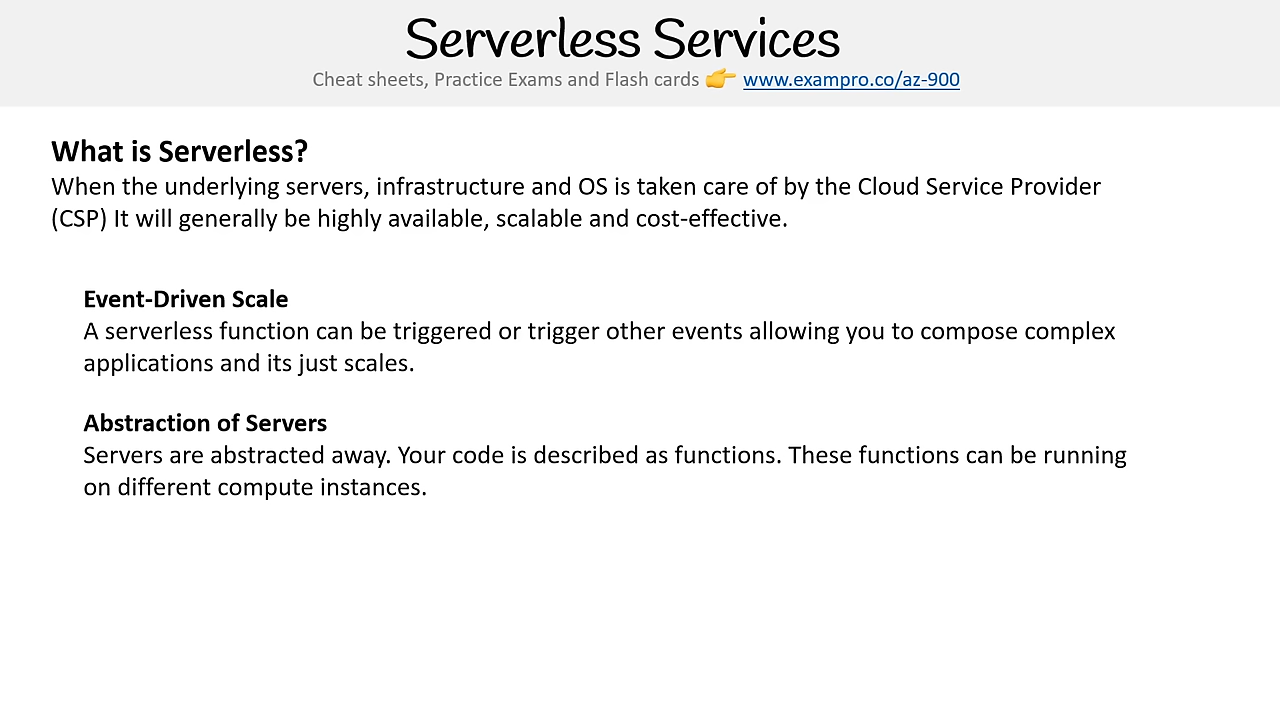 Serverless Services
Cheat sheets, Practice Exams and Flash cards 👉 www.exampro.co/az-900
What is Serverless?
When the underlying servers, infrastructure and OS is taken care of by the Cloud Service Provider
(CSP) It will generally be highly available, scalable and cost-effective.
Event-Driven Scale
A serverless function can be triggered or trigger other events allowing you to compose complex
applications and its just scales.
Abstraction of Servers
Servers are abstracted away. Your code is described as functions. These functions can be running
on different compute instances.